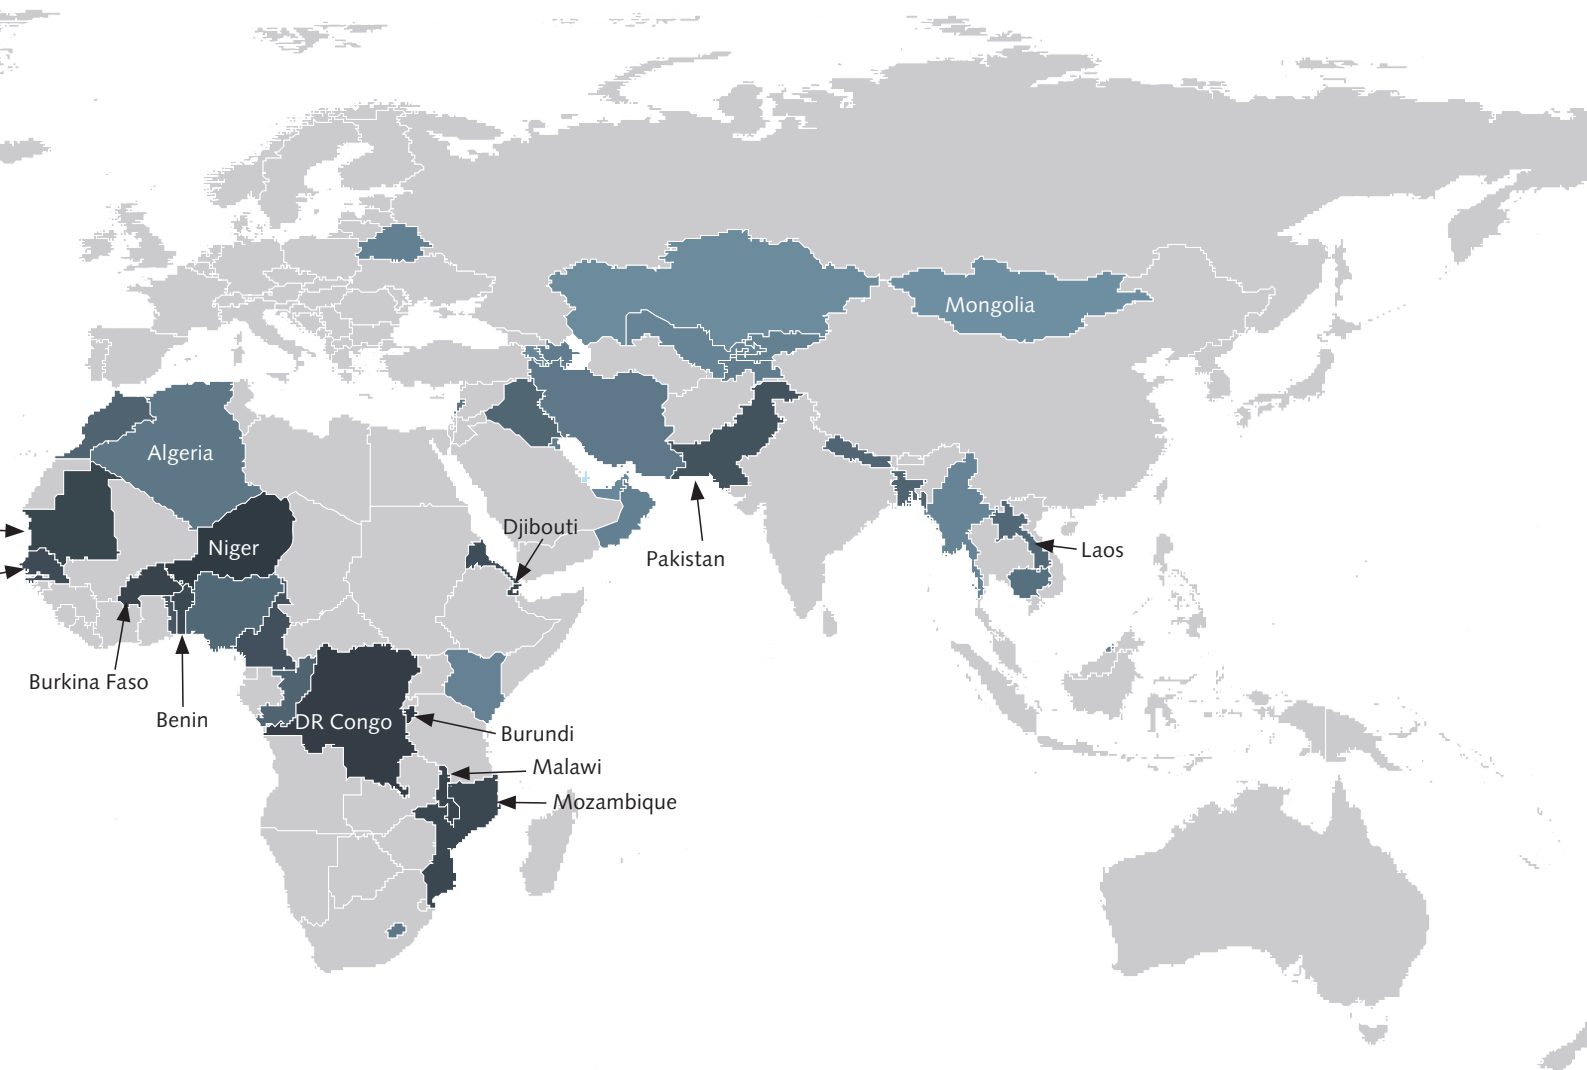 Mongolia
Algeria
Djibouti
Niger
Pakistan
Laos
Burkina Faso
Benin
DR Congo
Burundi
Malawi
Mozambique